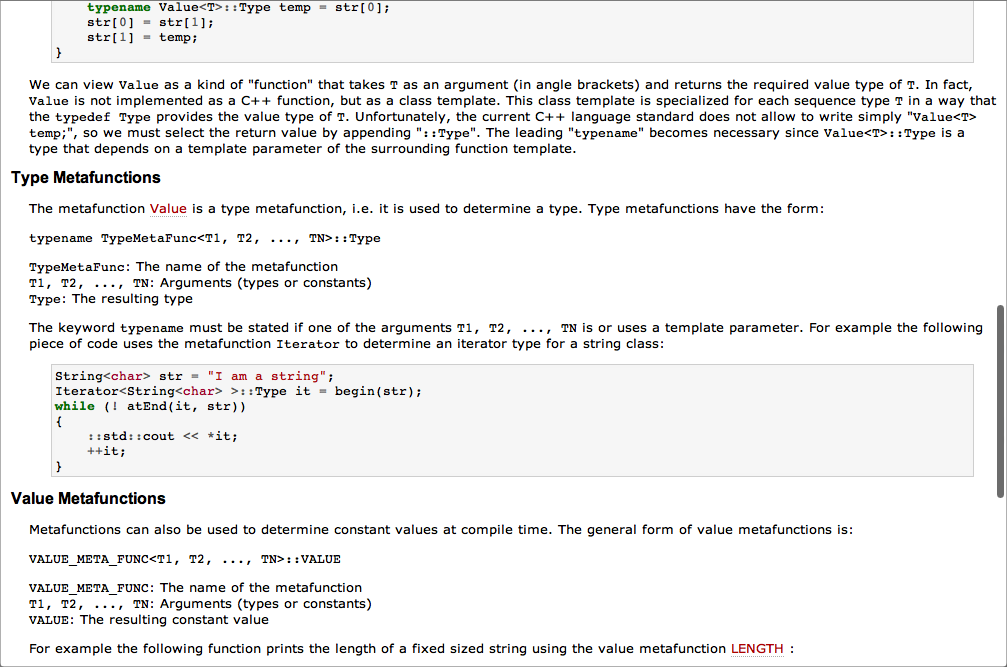 typename Value<T>::Type temp = str[0];
str[0] = str[1];
str[1] = temp;
}
We can view Value as a kind of "function" that takes T as an argument (in angle brackets) and returns the required value type of T. In fact,
Value is not implemented as a C++ function, but as a class template. This class template is specialized for each sequence type T in a way that
the typedef Type provides the value type of T. Unfortunately, the current C++ language standard does not allow to write simply "Value<T>
temp;", so we must select the return value by appending "::Type". The leading "typename" becomes necessary since Value<T>::Type is a
type that depends on a template parameter of the surrounding function template.
Type Metafunctions
The metafunction Value is a type metafunction, i.e. it is used to determine a type. Type metafunctions have the form:
typename TypeMetaFunc<T1, T2, ..., TN>::Type
TypeMetaFunc: The name of the metafunction
T1, T2, ..., TN: Arguments (types or constants)
Type: The resulting type
The keyword typename must be stated if one of the arguments T1, T2, ..., TN is or uses a template parameter. For example the following
piece of code uses the metafunction Iterator to determine an iterator type for a string class:
String<char> str = "I am a string";
Iterator<String<char> >::Type it = begin(str);
while (! atEnd(it, str))
{
::std::cout << *it;
++it;
}
Value Metafunctions
Metafunctions can also be used to determine constant values at compile time. The general form of value metafunctions is:
VALUE_META_FUNC<T1, T2, ..., TN>::VALUE
VALUE_META_FUNC: The name of the metafunction
T1, T2, ..., TN: Arguments (types or constants)
VALUE: The resulting constant value
For example the following function prints the length of a fixed sized string using the value metafunction LENGTH :